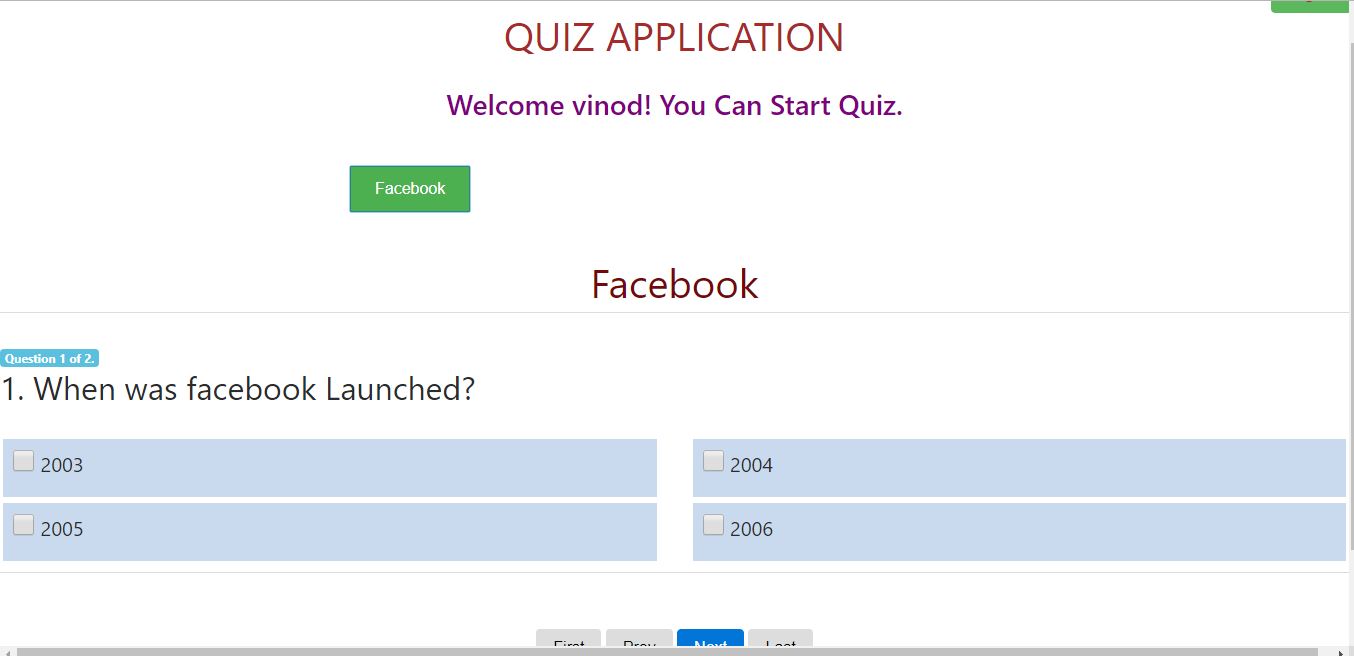 QUIZ APPLICATION
Welcome vinod! You Can Start Quiz.
Facebook
Facebook
Question 1 of 2.
1. When was facebook Launched?
2003
2004
2005
2006
First Prev Next Last